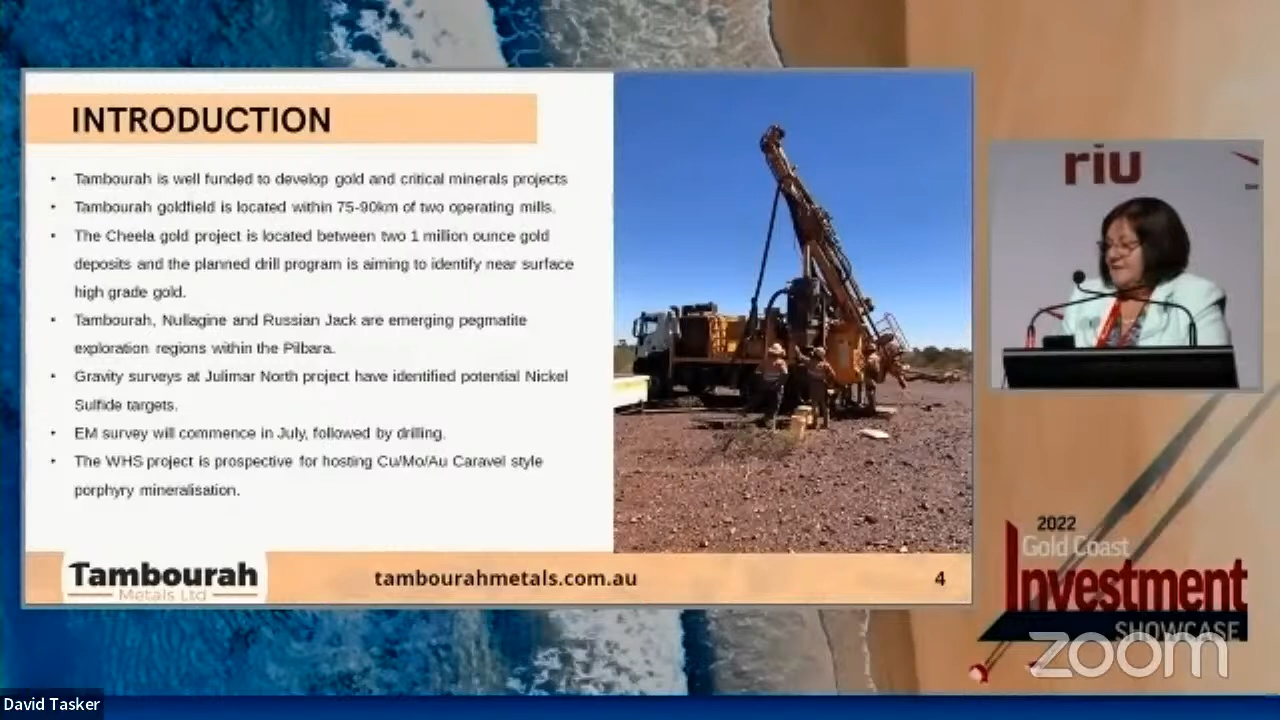 INTRODUCTION
• Tambourah is well funded to develop gold and critical minerals projects
• Tambourah goldfield is located within 75-90km of two operating mills.
• The Cheela gold project is located between two 1 million ounce gold
deposits and the planned drill program is aiming to identify near surface
high grade gold.
• Tambourah, Nullagine and Russian Jack are emerging pegmatite
exploration regions within the Pilbara.
• Gravity surveys at Julimar North project have identified potential Nickel
Sulfide targets.
• EM survey will commence in July, followed by drilling.
• The WHS project is prospective for hosting Cu/Mo/Au Caravel style
porphyry mineralisation.
Tambourah
Metals Ltd
tambourahmetals.com.au
4
riu
2022
Gold Coast
Investment
SHOWCASE
zoom
David Tasker